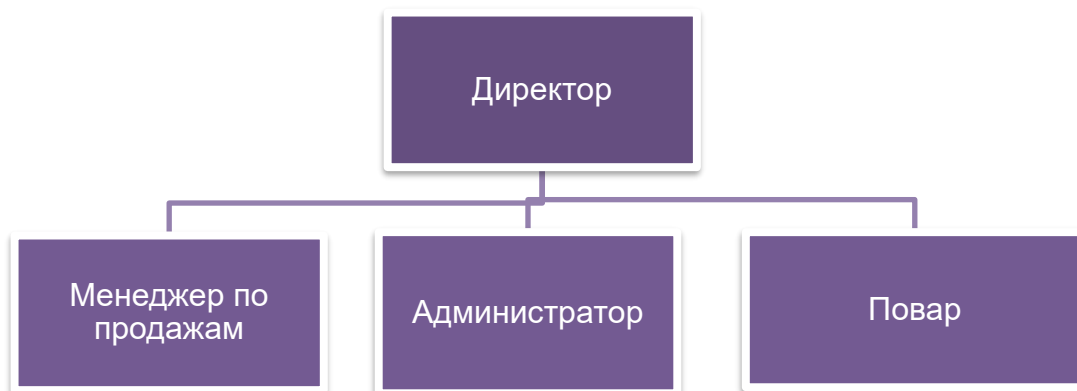 Директор
Менеджер по
продажам
Администратор
Повар